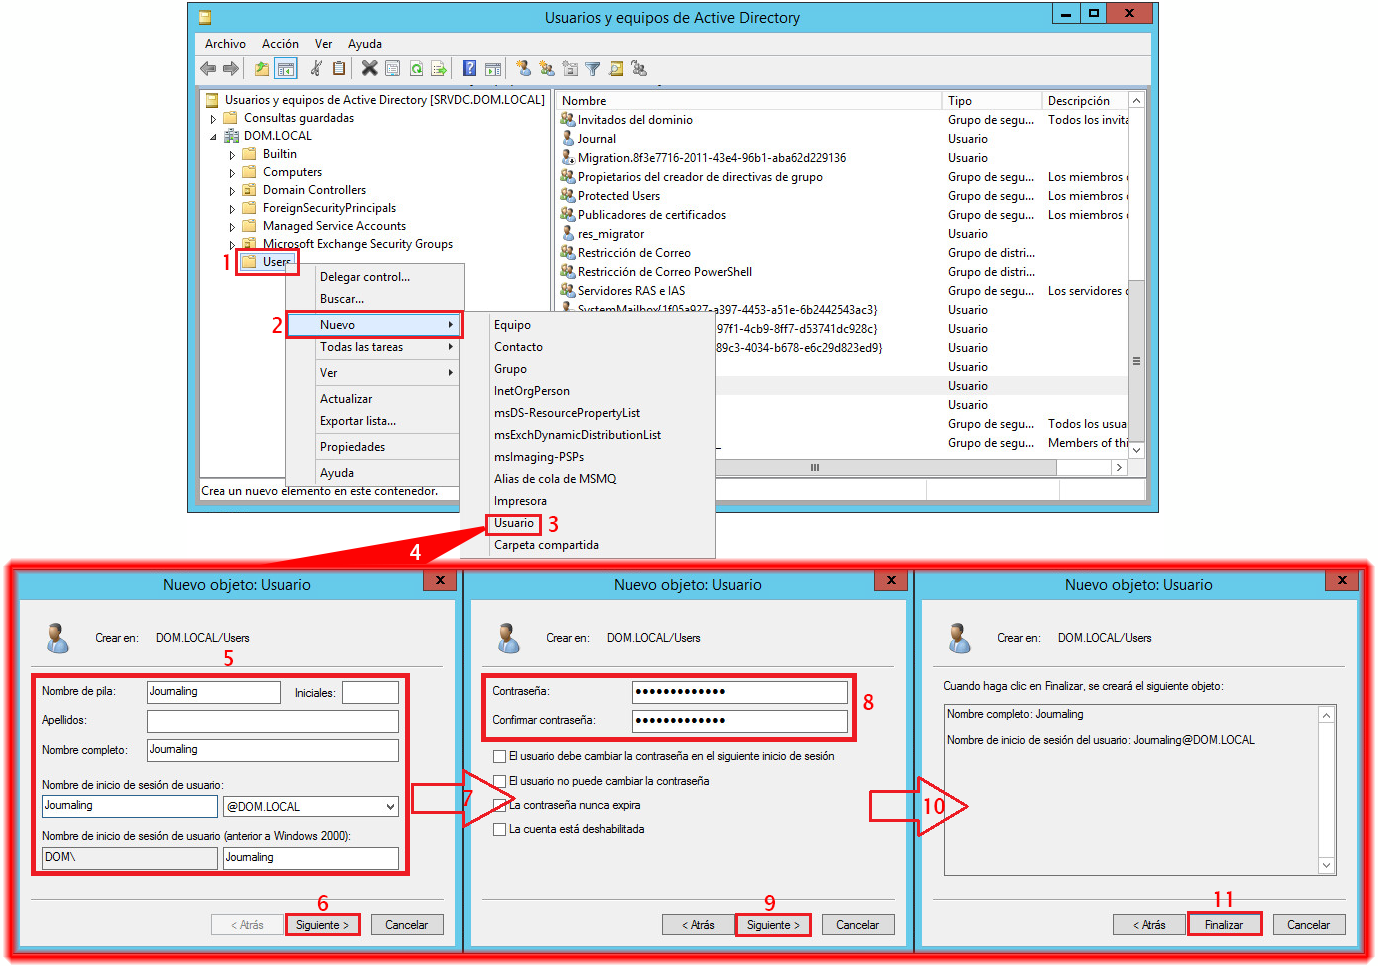 Usuarios y equipos de Active Directory
Archivo Acción Ver Ayuda
Usuarios y equipos de Active Directory [SRVDC.DOM.LOCAL]
Consultas guardadas
DOM.LOCAL
Builtin
Computers
Domain Controllers
ForeignSecurityPrincipals
Managed Service Accounts
Microsoft Exchange Security Groups
1 Users
Nombre Tipo Descripción
Invitados del dominio Grupo de segu... Todos los invita
Journal Usuario
Migration.8f3e7716-2011-43e4-96b1-aba62d229136 Usuario
Propietarios del creador de directivas de grupo Grupo de segu... Los miembros
Protected Users Grupo de segu... Los miembros
Publicadores de certificados Grupo de segu... Los miembros
res_migrator Usuario
Restricción de Correo Grupo de distri...
Restricción de Correo PowerShell Grupo de distri...
Servidores RAS e IAS Grupo de segu... Los servidores
SystemMailbox{1f05a927-a397-4453-a51e-6b2442543ac3} Usuario
97f1-4cb9-8ff7-d53741dc928c} Usuario
89c3-4034-b678-e6c29d823ed9} Usuario
Usuario
Usuario
Usuario
Grupo de segu... Todos los usua
Grupo de segu... Members of thi
Delegar control...
Buscar...
2 Nuevo
Todas las tareas
Ver
Actualizar
Exportar lista...
Propiedades
Ayuda
Equipo
Contacto
Grupo
InetOrgPerson
msDS-ResourcePropertyList
msExchDynamicDistributionList
msImaging-PSPs
Alias de cola de MSMQ
Impresora
Usuario 3
Carpeta compartida
Crea un nuevo elemento en este contenedor.
4
Nuevo objeto: Usuario
Crear en: DOM.LOCAL/Users
5
Nombre de pila: Journaling Iniciales:
Apellidos:
Nombre completo: Journaling
Nombre de inicio de sesión de usuario:
Journaling @DOM.LOCAL
Nombre de inicio de sesión de usuario (anterior a Windows 2000):
DOM\ Journaling
6
< Atrás Siguiente > Cancelar
7
Nuevo objeto: Usuario
Crear en: DOM.LOCAL/Users
Contraseña: •••••••••••••
8
Confirmar contraseña: •••••••••••••
El usuario debe cambiar la contraseña en el siguiente inicio de sesión
El usuario no puede cambiar la contraseña
La contraseña nunca expira
La cuenta está deshabilitada
9
< Atrás Siguiente > Cancelar
10
Nuevo objeto: Usuario
Crear en: DOM.LOCAL/Users
Cuando haga clic en Finalizar, se creará el siguiente objeto:
Nombre completo: Journaling
Nombre de inicio de sesión del usuario: Journaling@DOM.LOCAL
11
< Atrás Finalizar Cancelar